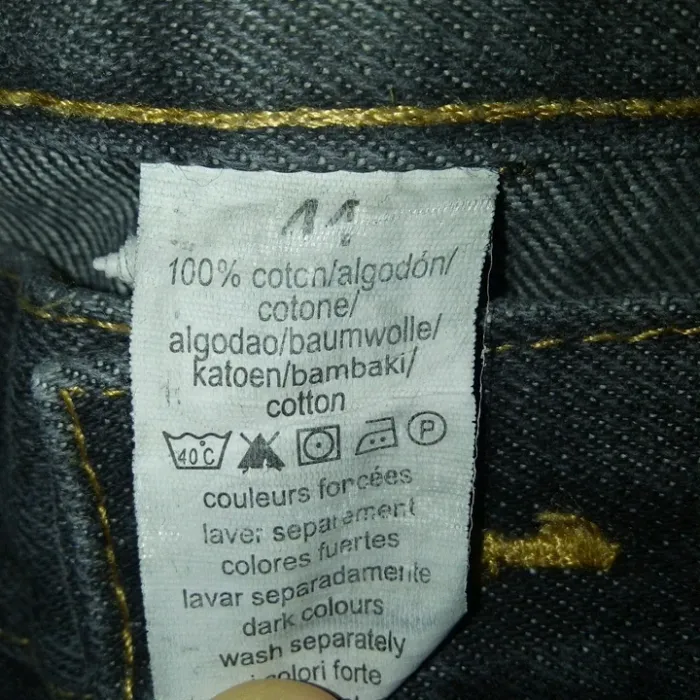 11
100% coton/algodón/
cotone/
algodao/baumwolle/
katoen/bambaki/
cotton
40°C P
couleurs forcées
laver separement
colores fuertes
lavar separadamente
dark colours
wash separately
colori forte